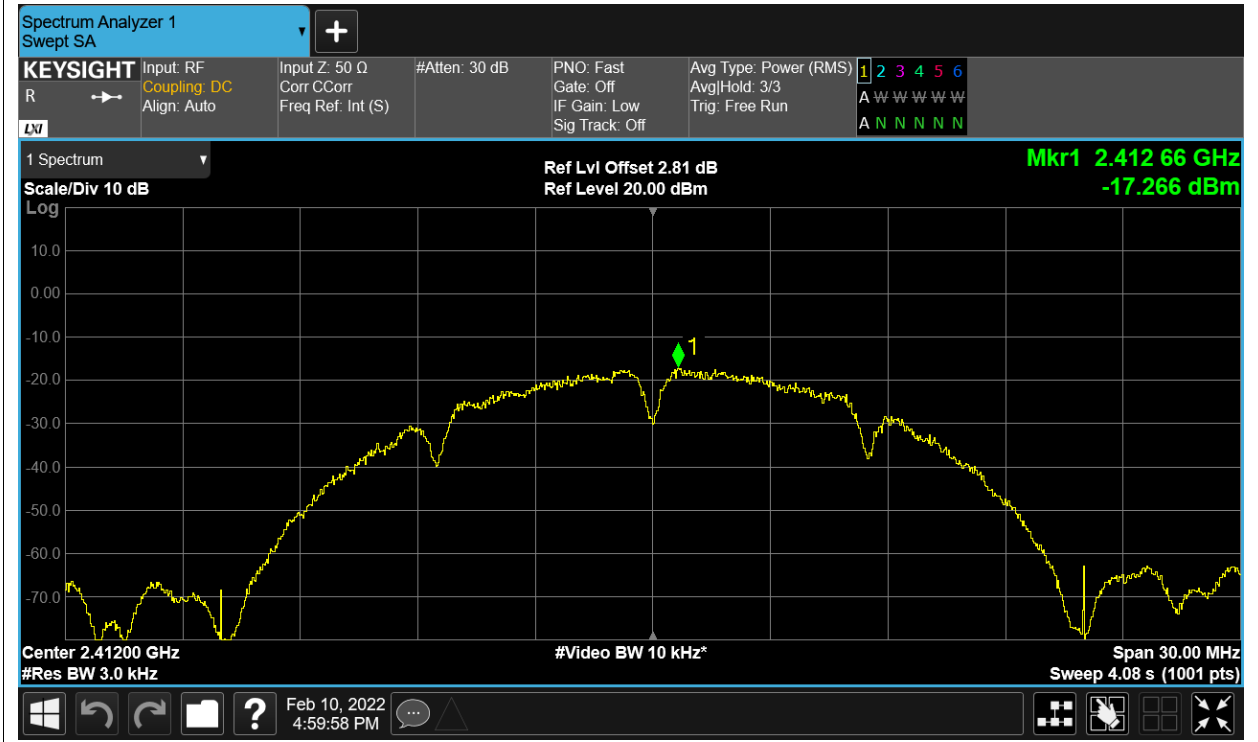 Spectrum Analyzer 1
Swept SA
KEYSIGHT
R
LXI
Input: RF
Coupling: DC
Align: Auto
Input Z: 50 Ω
Corr CCorr
Freq Ref: Int (S)
#Atten: 30 dB
PNO: Fast
Gate: Off
IF Gain: Low
Sig Track: Off
Avg Type: Power (RMS)
Avg|Hold: 3/3
Trig: Free Run
1 2 3 4 5 6
A W W W W W
A N N N N N
1 Spectrum
Scale/Div 10 dB
Log
Ref Lvl Offset 2.81 dB
Ref Level 20.00 dBm
Mkr1 2.412 66 GHz
-17.266 dBm
10.0
0.00
-10.0
1
-20.0
-30.0
-40.0
-50.0
-60.0
-70.0
Center 2.41200 GHz
#Video BW 10 kHz*
Span 30.00 MHz
#Res BW 3.0 kHz
Sweep 4.08 s (1001 pts)
?
Feb 10, 2022
4:59:58 PM